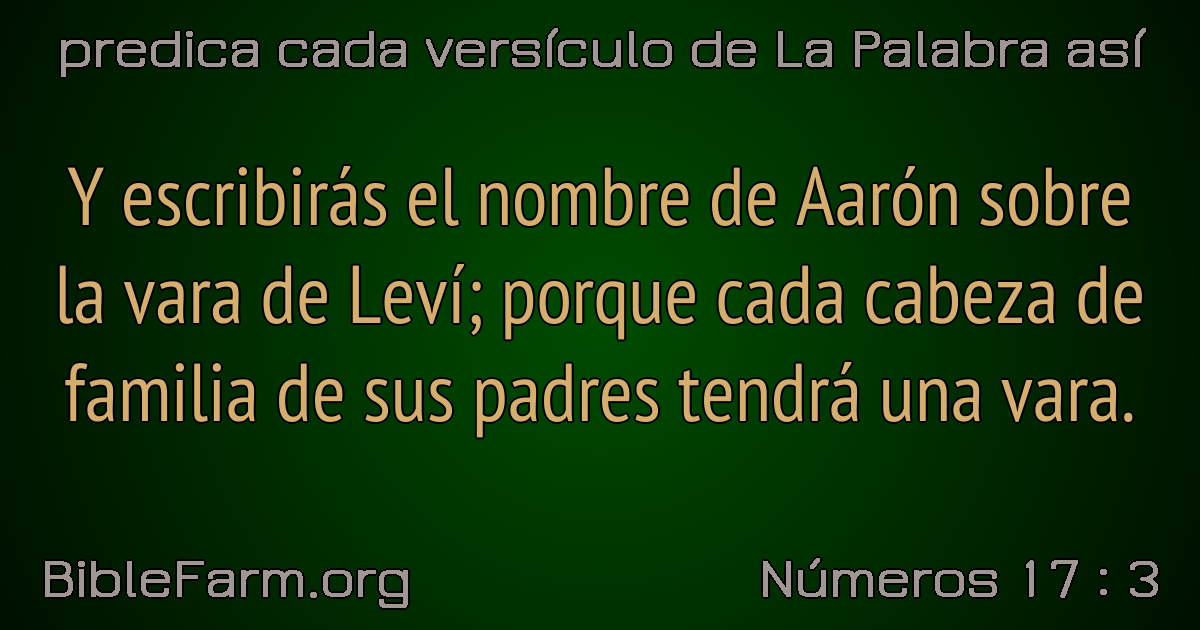 predica cada versículo de La Palabra así
Y escribirás el nombre de Aarón sobre
la vara de Leví; porque cada cabeza de
familia de sus padres tendrá una vara.
BibleFarm.org
Números 17 : 3